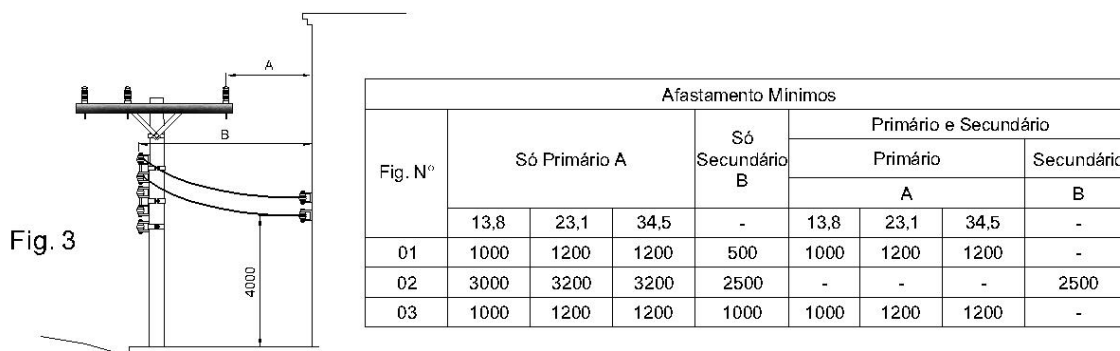 A
B
Fig. 3
4000
Afastamento Mínimos
Fig. N° Só Primário A Só Secundário B Primário e Secundário
Primário Secundário
A B
13,8 23,1 34,5 - 13,8 23,1 34,5 -
01 1000 1200 1200 500 1000 1200 1200 -
02 3000 3200 3200 2500 - - - 2500
03 1000 1200 1200 1000 1000 1200 1200 -